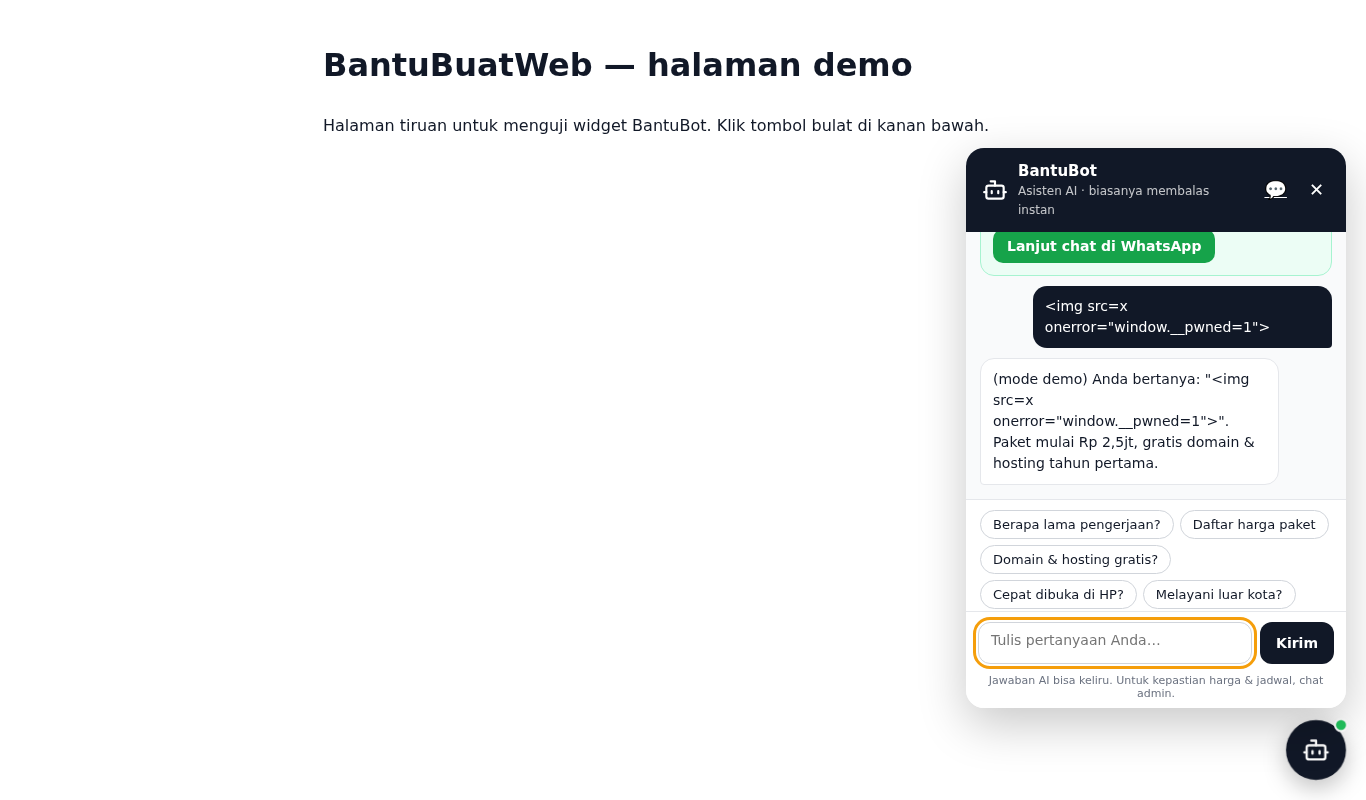 BantuBuatWeb — halaman demo
Halaman tiruan untuk menguji widget BantuBot. Klik tombol bulat di kanan bawah.
BantuBot
Asisten AI · biasanya membalas
instan
Lanjut chat di WhatsApp
<img src=x
onerror="window.__pwned=1">
(mode demo) Anda bertanya: "<img
src=x
onerror="window.__pwned=1">".
Paket mulai Rp 2,5jt, gratis domain &
hosting tahun pertama.
Berapa lama pengerjaan?
Daftar harga paket
Domain & hosting gratis?
Cepat dibuka di HP?
Melayani luar kota?
Tulis pertanyaan Anda…
Kirim
Jawaban AI bisa keliru. Untuk kepastian harga & jadwal, chat
admin.